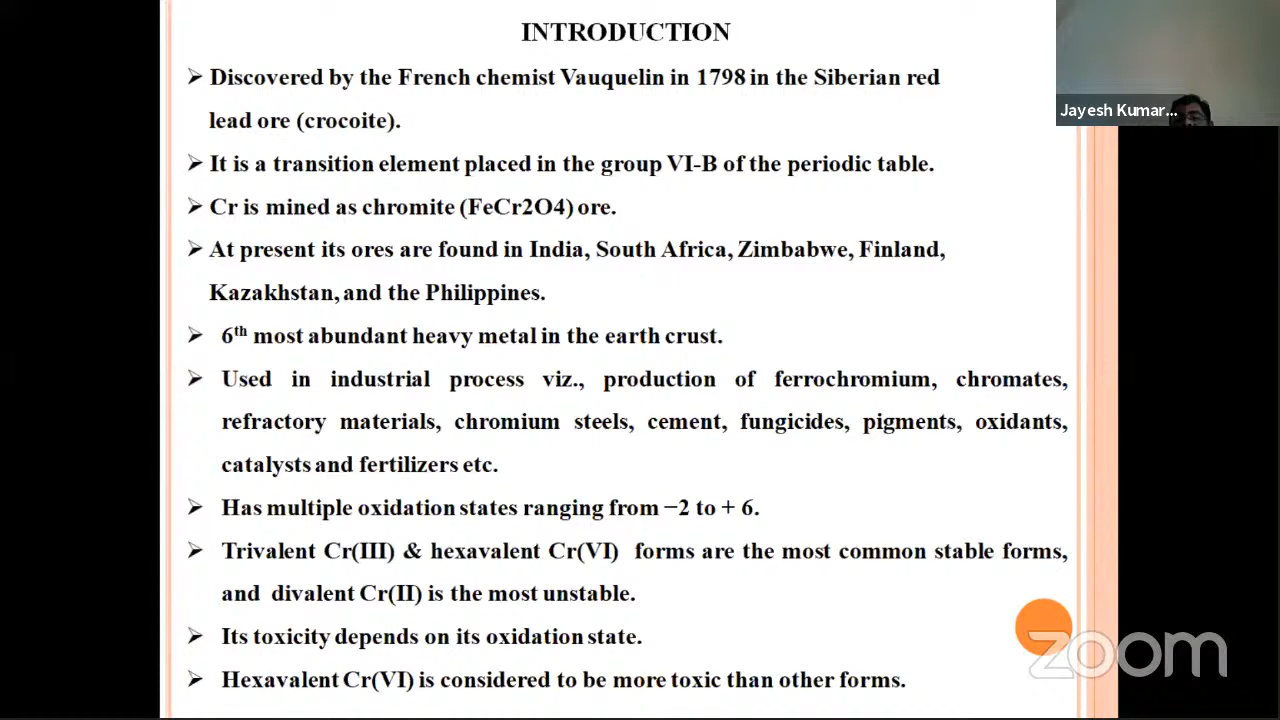 INTRODUCTION
➢ Discovered by the French chemist Vauquelin in 1798 in the Siberian red
lead ore (crocoite).
➢ It is a transition element placed in the group VI-B of the periodic table.
➢ Cr is mined as chromite (FeCr2O4) ore.
➢ At present its ores are found in India, South Africa, Zimbabwe, Finland,
Kazakhstan, and the Philippines.
➢ 6th most abundant heavy metal in the earth crust.
➢ Used in industrial process viz., production of ferrochromium, chromates,
refractory materials, chromium steels, cement, fungicides, pigments, oxidants,
catalysts and fertilizers etc.
➢ Has multiple oxidation states ranging from −2 to + 6.
➢ Trivalent Cr(III) & hexavalent Cr(VI) forms are the most common stable forms,
and divalent Cr(II) is the most unstable.
➢ Its toxicity depends on its oxidation state.
➢ Hexavalent Cr(VI) is considered to be more toxic than other forms.
Jayesh Kumar...
zoom